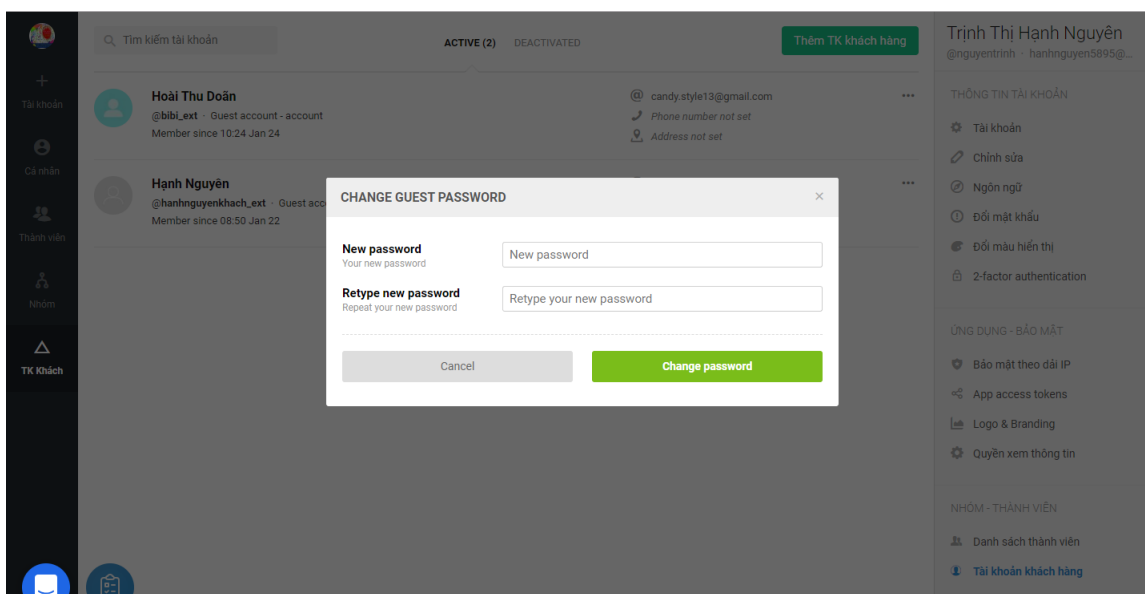 Tài khoản
Cá nhân
Thành viên
Nhóm
TK Khách
Tìm kiếm tài khoản
ACTIVE (2) DEACTIVATED
Thêm TK khách hàng
Hoài Thu Doãn
@bibi_ext · Guest account - account
Member since 10:24 Jan 24
@ candy.style13@gmail.com
Phone number not set
Address not set
Hạnh Nguyên
@hanhnguyenkhach_ext · Guest acc
Member since 08:50 Jan 22
CHANGE GUEST PASSWORD
New password
Your new password
New password
Retype new password
Repeat your new password
Retype your new password
Cancel
Change password
Trịnh Thị Hạnh Nguyên
@nguyentrinh · hanhnguyen5895@...
THÔNG TIN TÀI KHOẢN
Tài khoản
Chỉnh sửa
Ngôn ngữ
Đổi mật khẩu
Đổi màu hiển thị
2-factor authentication
ỨNG DỤNG - BẢO MẬT
Bảo mật theo dải IP
App access tokens
Logo & Branding
Quyền xem thông tin
NHÓM - THÀNH VIÊN
Danh sách thành viên
Tài khoản khách hàng